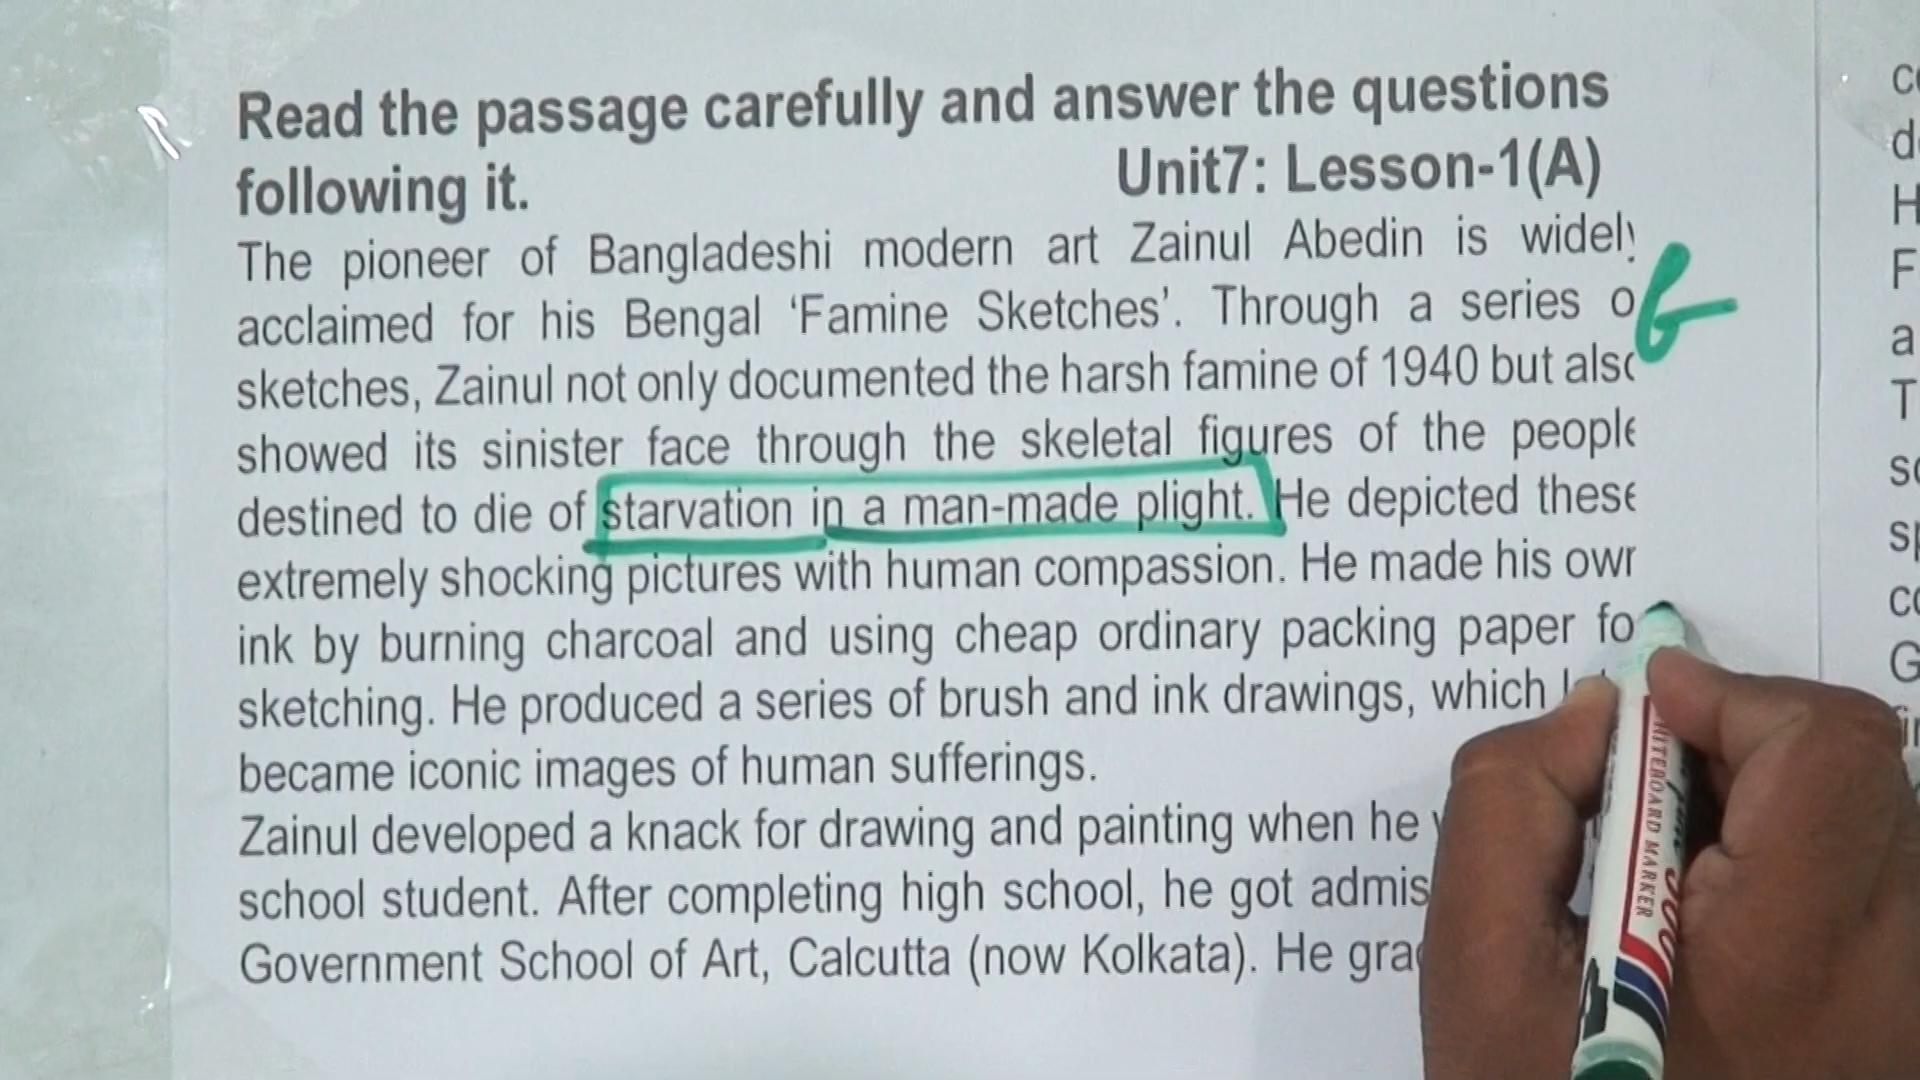 Read the passage carefully and answer the questions
following it. Unit7: Lesson-1(A)
The pioneer of Bangladeshi modern art Zainul Abedin is widely
acclaimed for his Bengal ‘Famine Sketches’. Through a series of
sketches, Zainul not only documented the harsh famine of 1940 but also
showed its sinister face through the skeletal figures of the people
destined to die of starvation in a man-made plight. He depicted these
extremely shocking pictures with human compassion. He made his own
ink by burning charcoal and using cheap ordinary packing paper fo
sketching. He produced a series of brush and ink drawings, which
became iconic images of human sufferings.
Zainul developed a knack for drawing and painting when he
school student. After completing high school, he got admis
Government School of Art, Calcutta (now Kolkata). He gra
WHITEBOARD MARKER